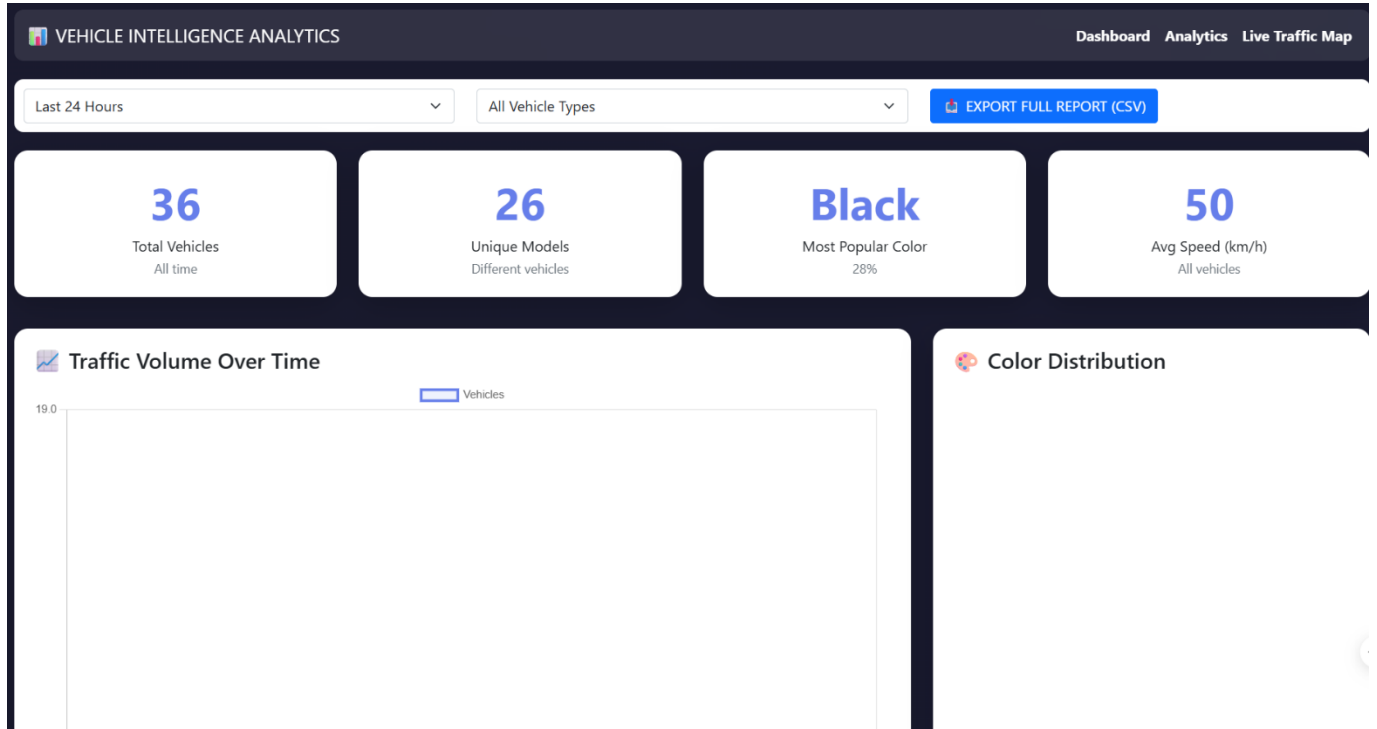 📊 VEHICLE INTELLIGENCE ANALYTICS
Dashboard Analytics Live Traffic Map
Last 24 Hours
All Vehicle Types
📤 EXPORT FULL REPORT (CSV)
36
Total Vehicles
All time
26
Unique Models
Different vehicles
Black
Most Popular Color
28%
50
Avg Speed (km/h)
All vehicles
📈 Traffic Volume Over Time
Vehicles
19.0
🎨 Color Distribution